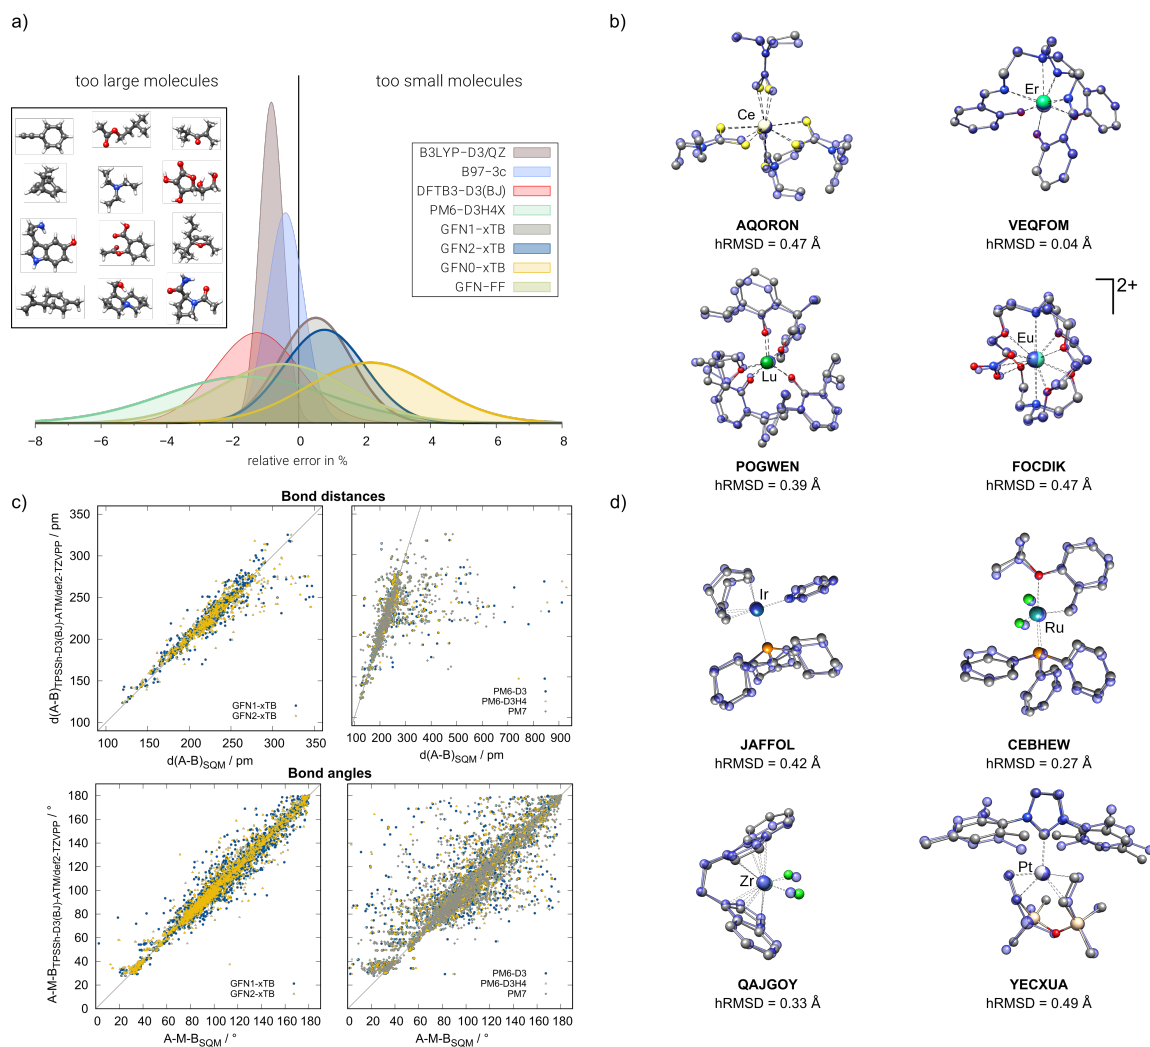 a)
too large molecules
too small molecules
B3LYP-D3/QZ
B97-3c
DFTB3-D3(BJ)
PM6-D3H4X
GFN1-xTB
GFN2-xTB
GFN0-xTB
GFN-FF
−8
−6
−4
−2
0
2
4
6
8
relative error in %
b)
Ce
AQORON
hRMSD = 0.47 Å
Er
VEQFOM
hRMSD = 0.04 Å
Lu
POGWEN
hRMSD = 0.39 Å
2+
Eu
FOCDIK
hRMSD = 0.47 Å
c)
Bond distances
d(A-B)TPSSh-D3(BJ)-ATM/def2-TZVPP / pm
350
300
250
200
150
100
GFN1-xTB
GFN2-xTB
100 150 200 250 300 350
d(A-B)SQM / pm
PM6-D3
PM6-D3H4
PM7
100 200 300 400 500 600 700 800 900
d(A-B)SQM / pm
Bond angles
A-M-BTPSSh-D3(BJ)-ATM/def2-TZVPP / °
180
160
140
120
100
80
60
40
20
0
GFN1-xTB
GFN2-xTB
0 20 40 60 80 100 120 140 160 180
A-M-BSQM / °
PM6-D3
PM6-D3H4
PM7
0 20 40 60 80 100 120 140 160 180
A-M-BSQM / °
d)
Ir
JAFFOL
hRMSD = 0.42 Å
Ru
CEBHEW
hRMSD = 0.27 Å
Zr
QAJGOY
hRMSD = 0.33 Å
Pt
YECXUA
hRMSD = 0.49 Å